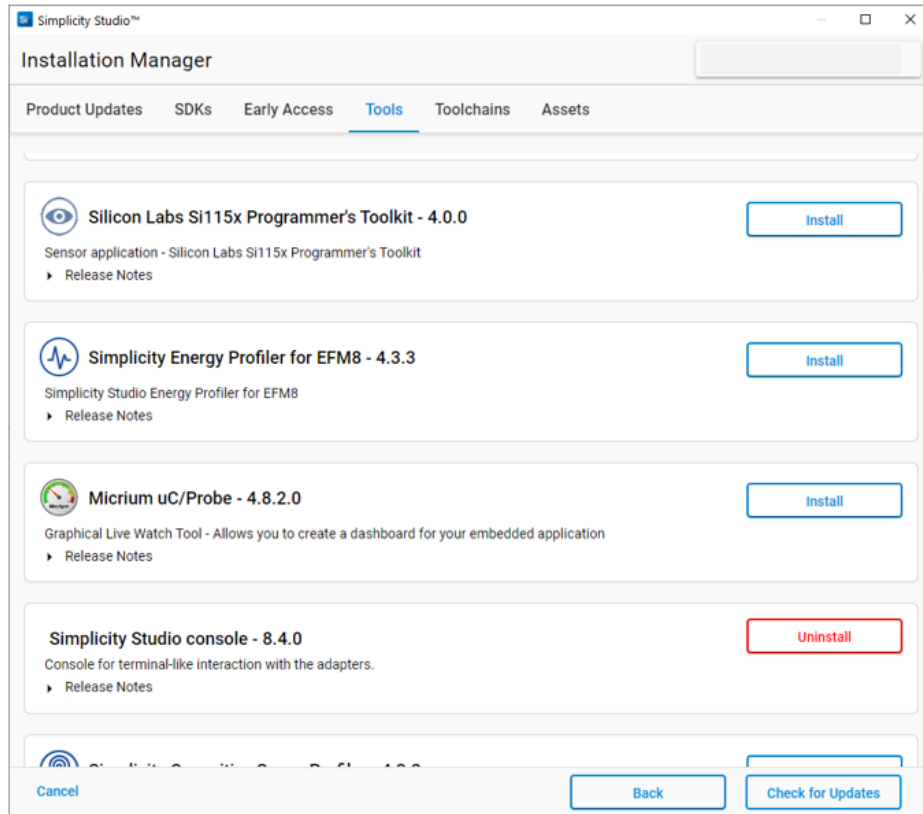 Simplicity Studio™
Installation Manager
Product Updates SDKs Early Access Tools Toolchains Assets
Silicon Labs Si115x Programmer's Toolkit - 4.0.0
Install
Sensor application - Silicon Labs Si115x Programmer's Toolkit
Release Notes
Simplicity Energy Profiler for EFM8 - 4.3.3
Install
Simplicity Studio Energy Profiler for EFM8
Release Notes
Micrium uC/Probe - 4.8.2.0
Install
Graphical Live Watch Tool - Allows you to create a dashboard for your embedded application
Release Notes
Simplicity Studio console - 8.4.0
Uninstall
Console for terminal-like interaction with the adapters.
Release Notes
Cancel
Back
Check for Updates